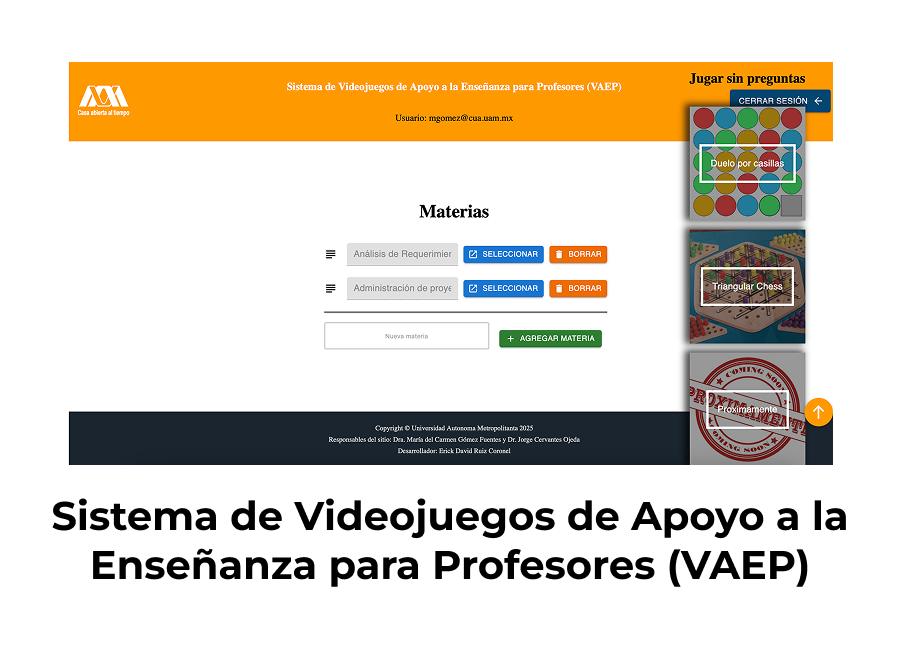 Sistema de Videojuegos de Apoyo a la Enseñanza para Profesores (VAEP)
Usuario: mgomez@cua.uam.mx
Casa abierta al tiempo
Jugar sin preguntas
CERRAR SESIÓN
Duelo por casillas
Triangular Chess
COMING SOON
PROXIMAMENTE
Proximamente
COMING SOON
Materias
Análisis de Requerimier
SELECCIONAR
BORRAR
Administración de proye
SELECCIONAR
BORRAR
Nueva materia
+ AGREGAR MATERIA
Copyright © Universidad Autonoma Metropolitanta 2025
Responsables del sitio: Dra. María del Carmen Gómez Fuentes y Dr. Jorge Cervantes Ojeda
Desarrollador: Erick David Ruiz Coronel
Sistema de Videojuegos de Apoyo a la
Enseñanza para Profesores (VAEP)